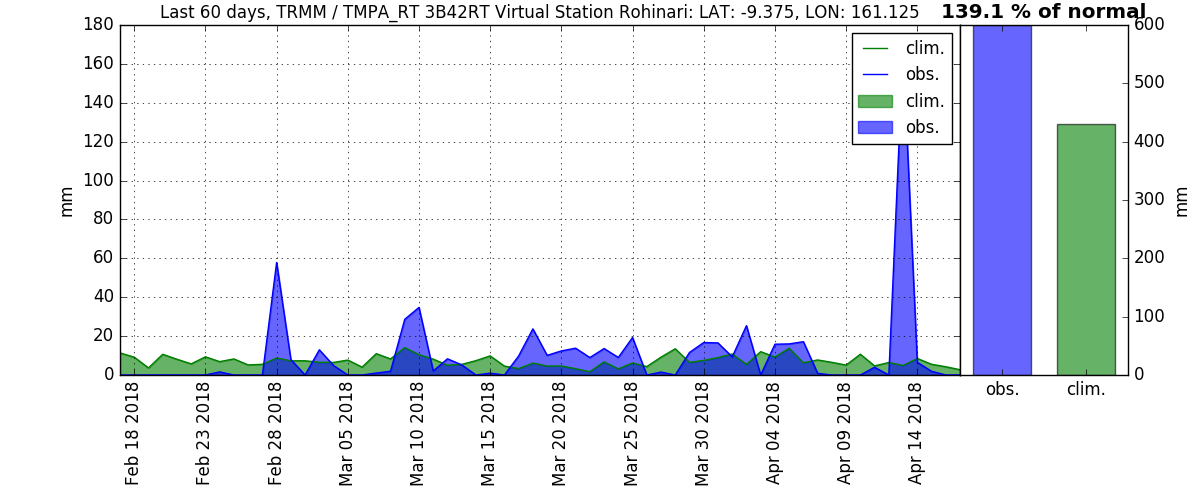 Last 60 days, TRMM / TMPA_RT 3B42RT Virtual Station Rohinari: LAT: -9.375, LON: 161.125
139.1 % of normal
180
160
140
120
100
80
60
40
20
0
mm
clim.
obs.
clim.
obs.
600
500
400
300
200
100
0
mm
obs.
clim.
Feb 18 2018
Feb 23 2018
Feb 28 2018
Mar 05 2018
Mar 10 2018
Mar 15 2018
Mar 20 2018
Mar 25 2018
Mar 30 2018
Apr 04 2018
Apr 09 2018
Apr 14 2018